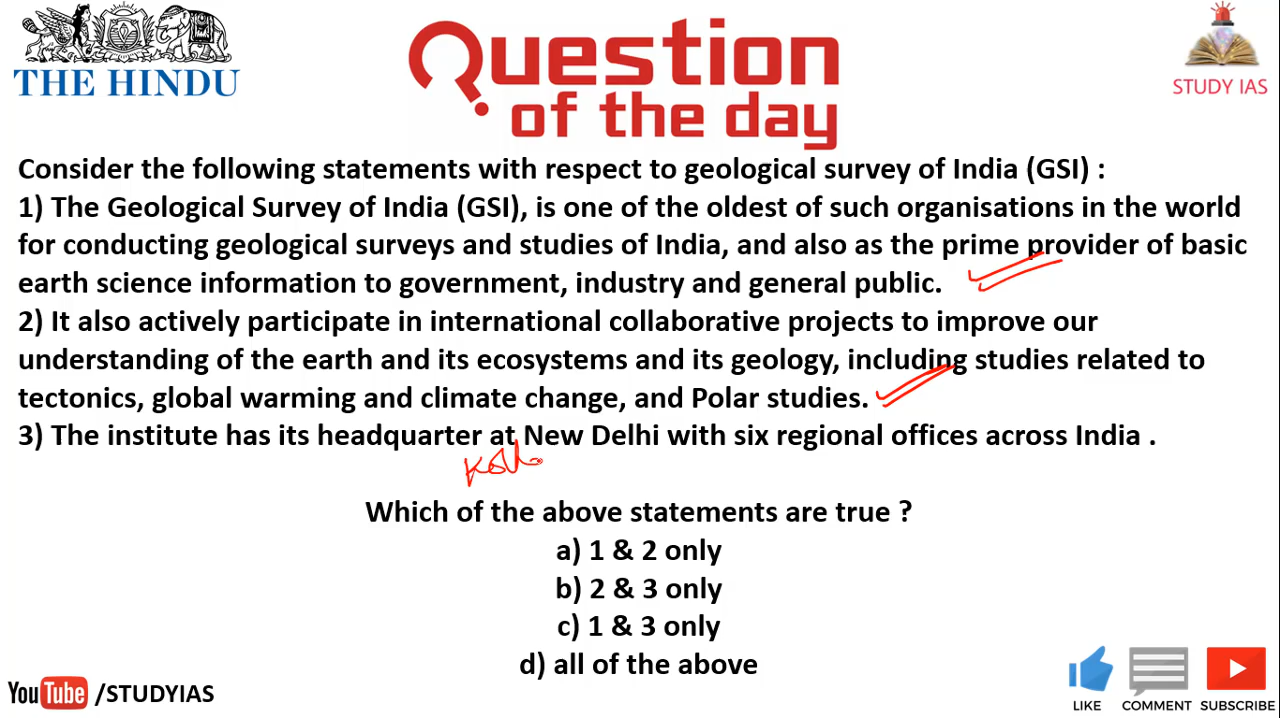 THE HINDU
Question
of the day
STUDY IAS
Consider the following statements with respect to geological survey of India (GSI) :
1) The Geological Survey of India (GSI), is one of the oldest of such organisations in the world
for conducting geological surveys and studies of India, and also as the prime provider of basic
earth science information to government, industry and general public.
2) It also actively participate in international collaborative projects to improve our
understanding of the earth and its ecosystems and its geology, including studies related to
tectonics, global warming and climate change, and Polar studies.
3) The institute has its headquarter at New Delhi with six regional offices across India .
Which of the above statements are true ?
a) 1 & 2 only
b) 2 & 3 only
c) 1 & 3 only
d) all of the above
YouTube /STUDYIAS
LIKE COMMENT SUBSCRIBE